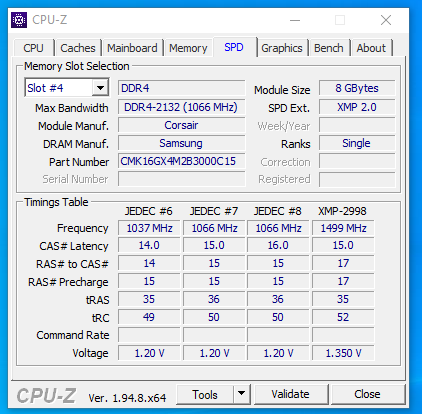 CPU-Z
CPU Caches Mainboard Memory SPD Graphics Bench About
Memory Slot Selection
Slot #4 DDR4 Module Size 8 GBytes
Max Bandwidth DDR4-2132 (1066 MHz) SPD Ext. XMP 2.0
Module Manuf. Corsair Week/Year
DRAM Manuf. Samsung Ranks Single
Part Number CMK16GX4M2B3000C15 Correction
Serial Number Registered
Timings Table
JEDEC #6 JEDEC #7 JEDEC #8 XMP-2998
Frequency 1037 MHz 1066 MHz 1066 MHz 1499 MHz
CAS# Latency 14.0 15.0 16.0 15.0
RAS# to CAS# 14 15 15 17
RAS# Precharge 15 15 15 17
tRAS 35 36 36 35
tRC 49 50 50 52
Command Rate
Voltage 1.20 V 1.20 V 1.20 V 1.350 V
CPU-Z Ver. 1.94.8.x64 Tools Validate Close